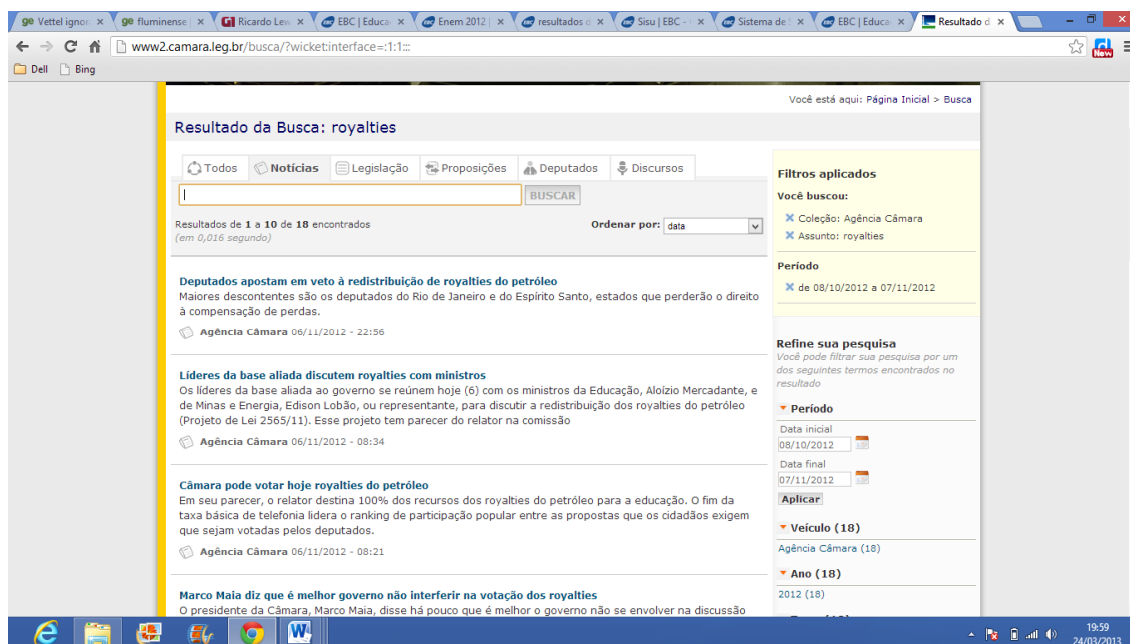 ge Vettel ignor
ge fluminense |
G1 Ricardo Lew
EBC | Educa
Enem 2012 |
resultados d
Sisu | EBC -
Sistema de
EBC | Educa
Resultado d
www2.camara.leg.br/busca/?wicket:interface=:1:1:::
New
Dell
Bing
Você está aqui: Página Inicial > Busca
Resultado da Busca: royalties
Todos Notícias Legislação Proposições Deputados Discursos
BUSCAR
Resultados de 1 a 10 de 18 encontrados
(em 0,016 segundo)
Ordenar por: data
Deputados apostam em veto à redistribuição de royalties do petróleo
Maiores descontentes são os deputados do Rio de Janeiro e do Espírito Santo, estados que perderão o direito
à compensação de perdas.
Agência Câmara 06/11/2012 - 22:56
Líderes da base aliada discutem royalties com ministros
Os líderes da base aliada ao governo se reúnem hoje (6) com os ministros da Educação, Aloízio Mercadante, e
de Minas e Energia, Edison Lobão, ou representante, para discutir a redistribuição dos royalties do petróleo
(Projeto de Lei 2565/11). Esse projeto tem parecer do relator na comissão
Agência Câmara 06/11/2012 - 08:34
Câmara pode votar hoje royalties do petróleo
Em seu parecer, o relator destina 100% dos recursos dos royalties do petróleo para a educação. O fim da
taxa básica de telefonia lidera o ranking de participação popular entre as propostas que os cidadãos exigem
que sejam votadas pelos deputados.
Agência Câmara 06/11/2012 - 08:21
Marco Maia diz que é melhor governo não interferir na votação dos royalties
O presidente da Câmara, Marco Maia, disse há pouco que é melhor o governo não se envolver na discussão
Filtros aplicados
Você buscou:
Coleção: Agência Câmara
Assunto: royalties
Período
de 08/10/2012 a 07/11/2012
Refine sua pesquisa
Você pode filtrar sua pesquisa por um
dos seguintes termos encontrados no
resultado
Período
Data inicial
08/10/2012
Data final
07/11/2012
Aplicar
Veículo (18)
Agência Câmara (18)
Ano (18)
2012 (18)
19:59
24/03/2013